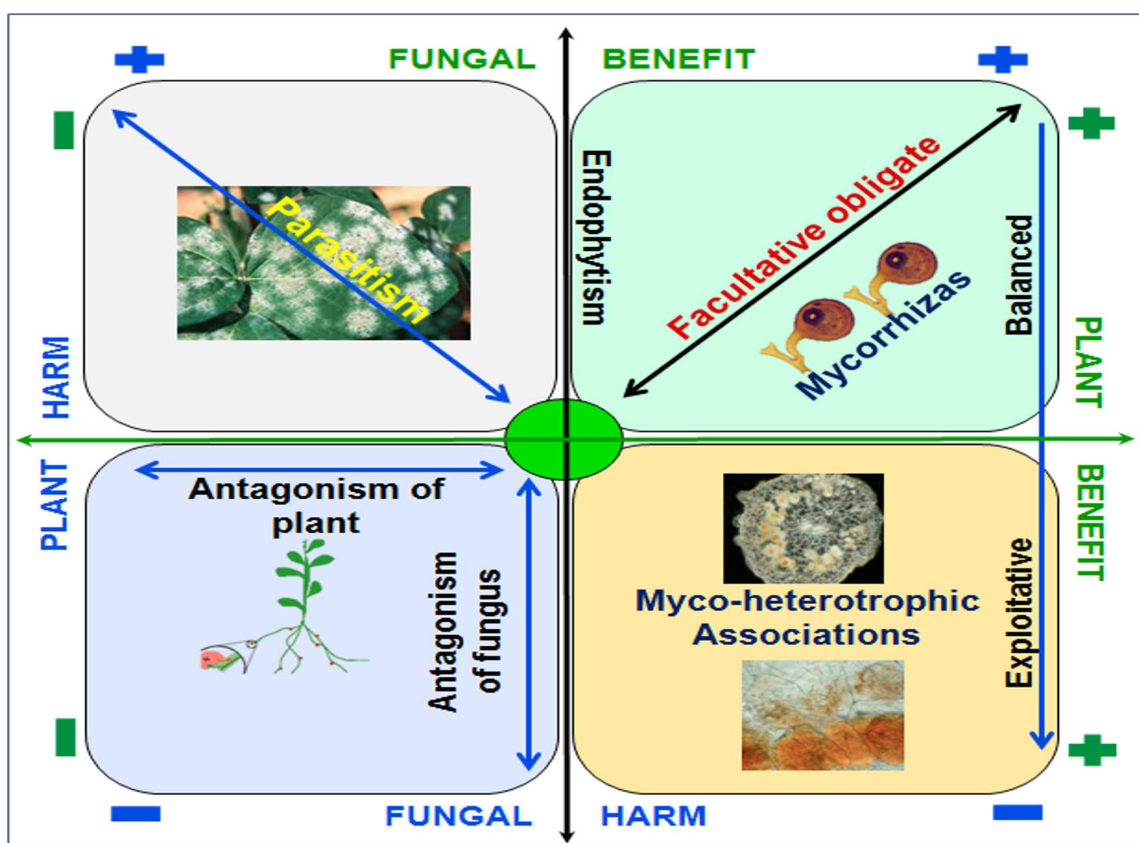 FUNGAL BENEFIT
Parasitism
Endophytism
Facultative obligate
Mycorrhizas
Balanced
HARM
PLANT
PLANT
BENEFIT
Antagonism of
plant
Antagonism
of fungus
Myco-heterotrophic
Associations
Exploitative
FUNGAL HARM